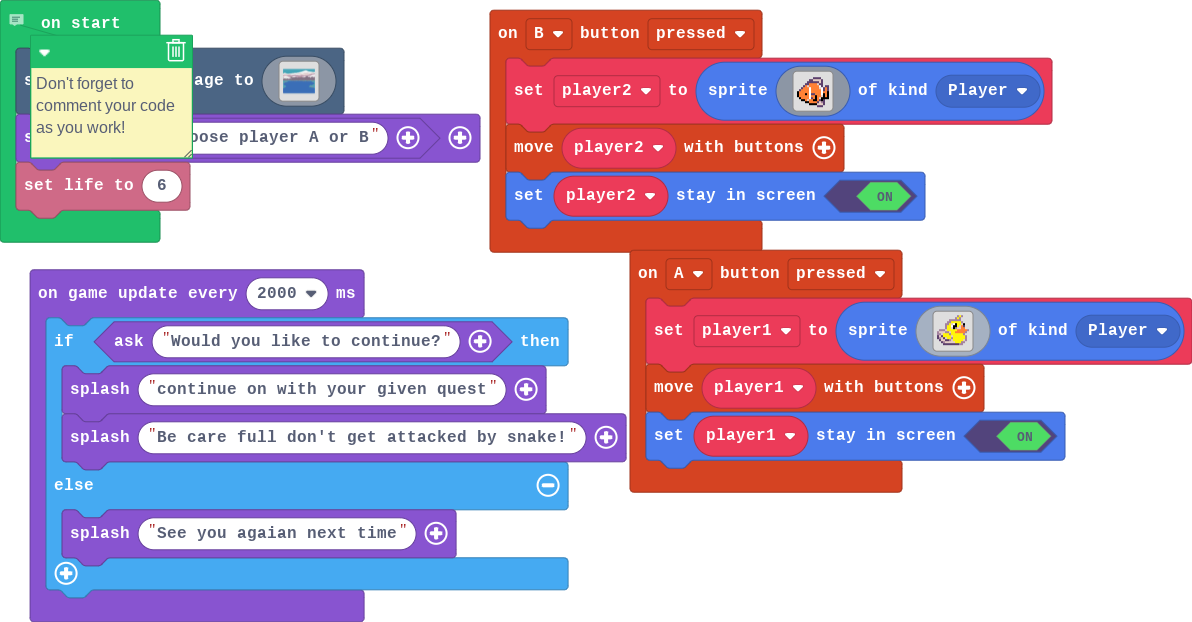 on start
Don't forget to
comment your code
as you work!
age to
oose player A or B"
set life to 6
on B button pressed
set player2 to sprite of kind Player
move player2 with buttons
set player2 stay in screen ON
on A button pressed
set player1 to sprite of kind Player
move player1 with buttons
set player1 stay in screen ON
on game update every 2000 ms
if ask "Would you like to continue?" then
splash "continue on with your given quest"
splash "Be care full don't get attacked by snake!"
else
splash "See you agaian next time"